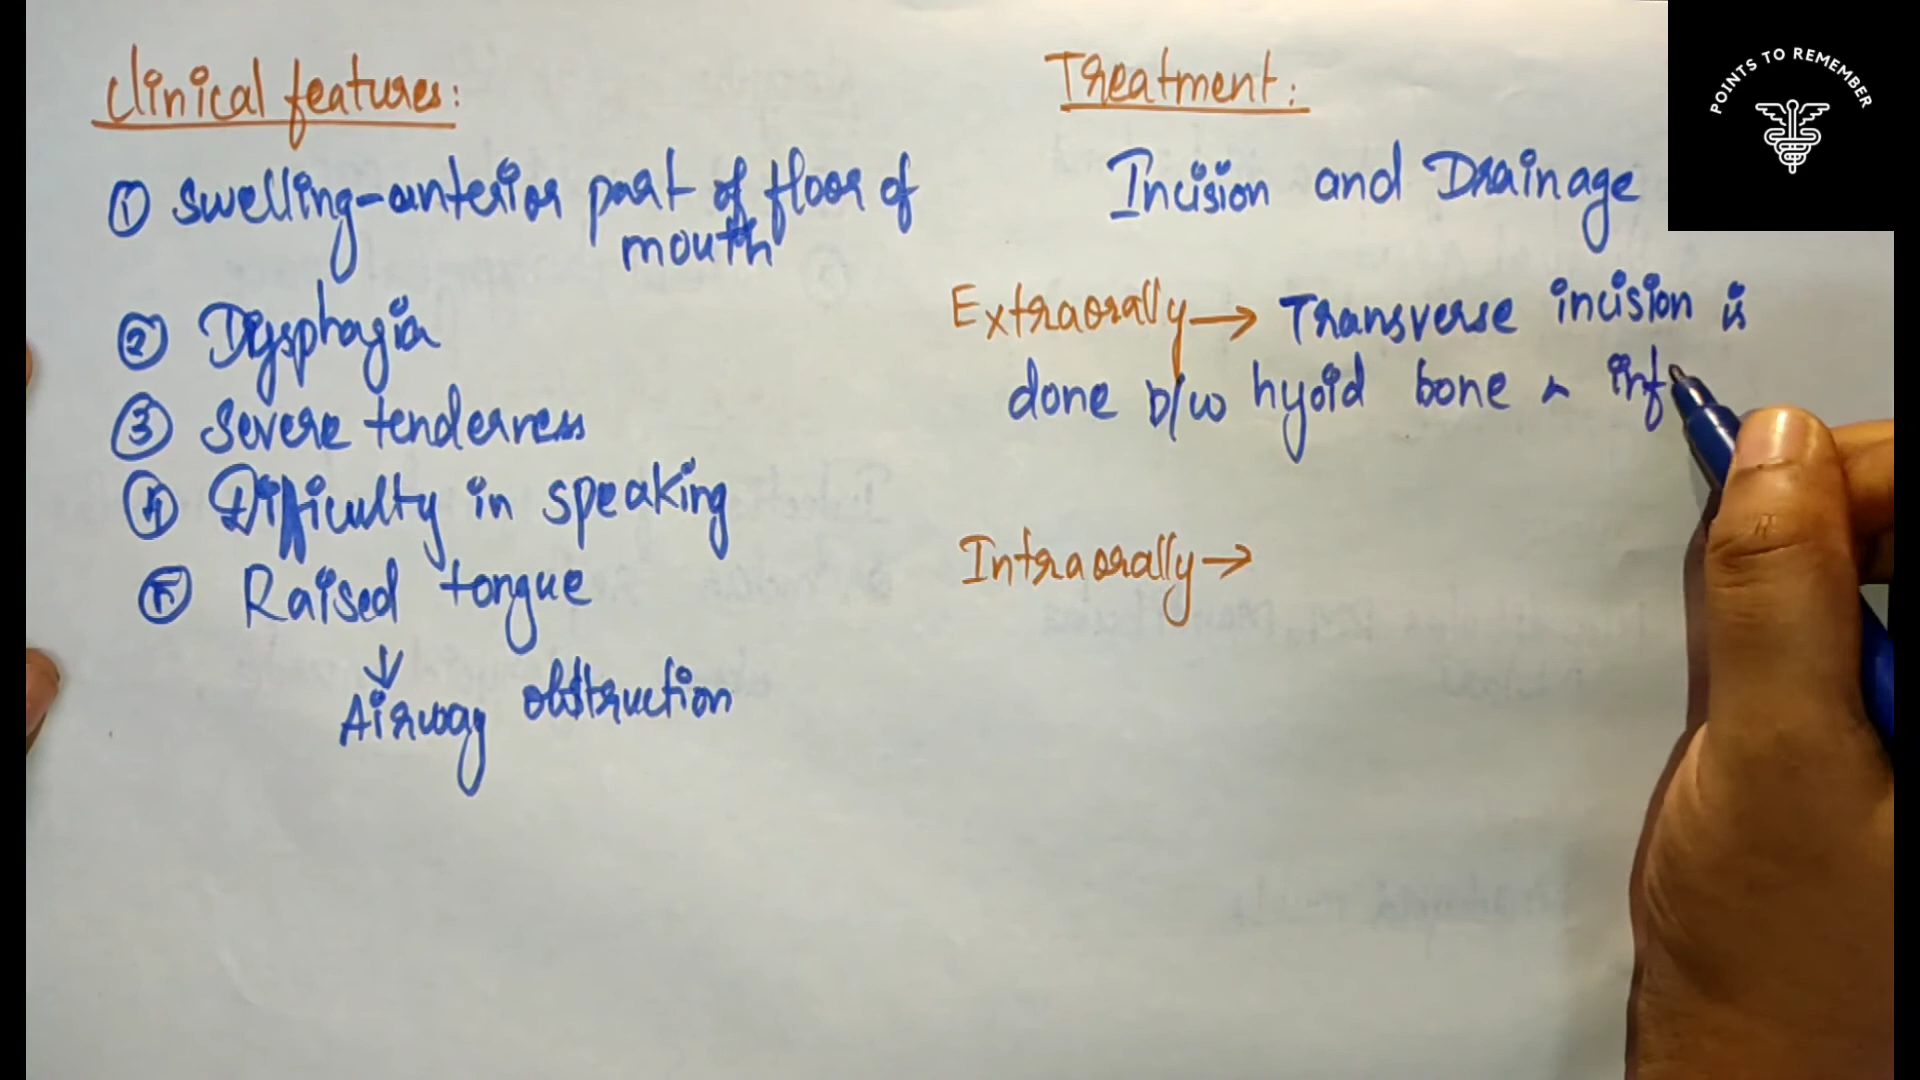 Clinical features:
① Swelling-anterior part of floor of
mouth
② Dysphagia
③ Severe tenderness
④ Difficulty in speaking
⑤ Raised tongue
↓
Airway obstruction
Treatment:
Incision and Drainage
Extraorally → Transverse incision is
done b/w hyoid bone & inf
Intraorally →
POINTS TO REMEMBER